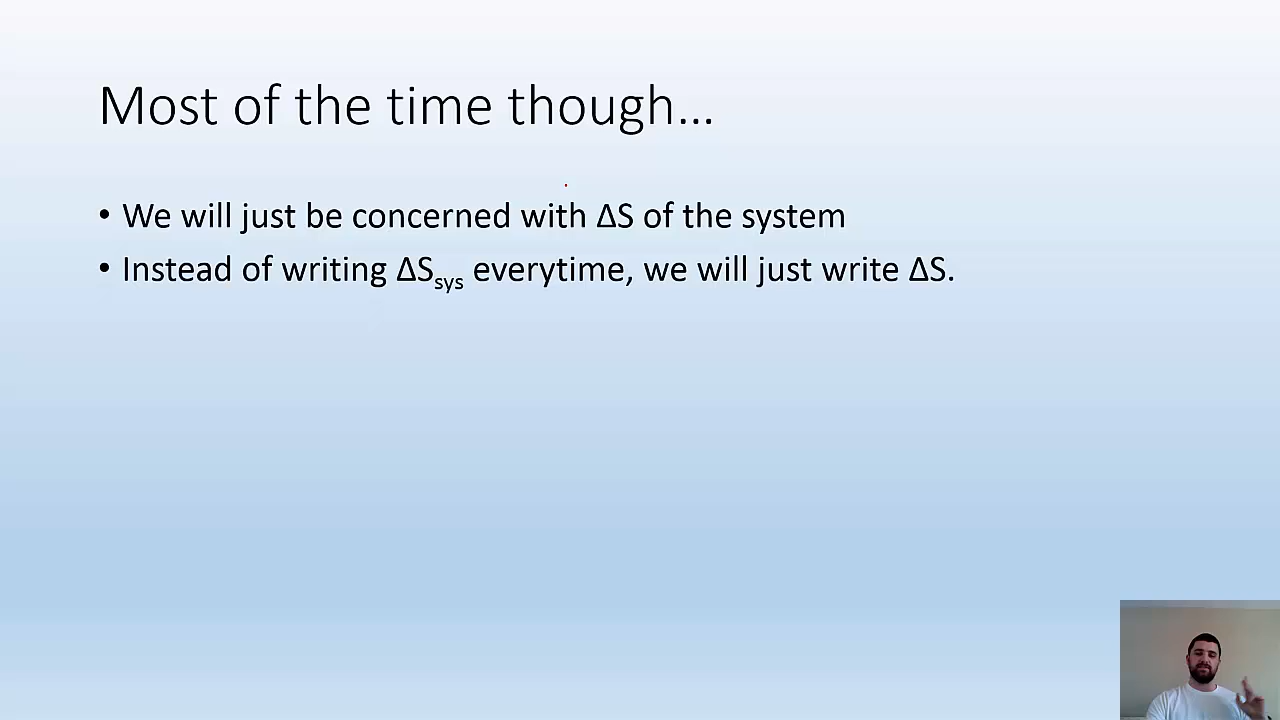 Most of the time though...
• We will just be concerned with ΔS of the system
• Instead of writing ΔSsys everytime, we will just write ΔS.